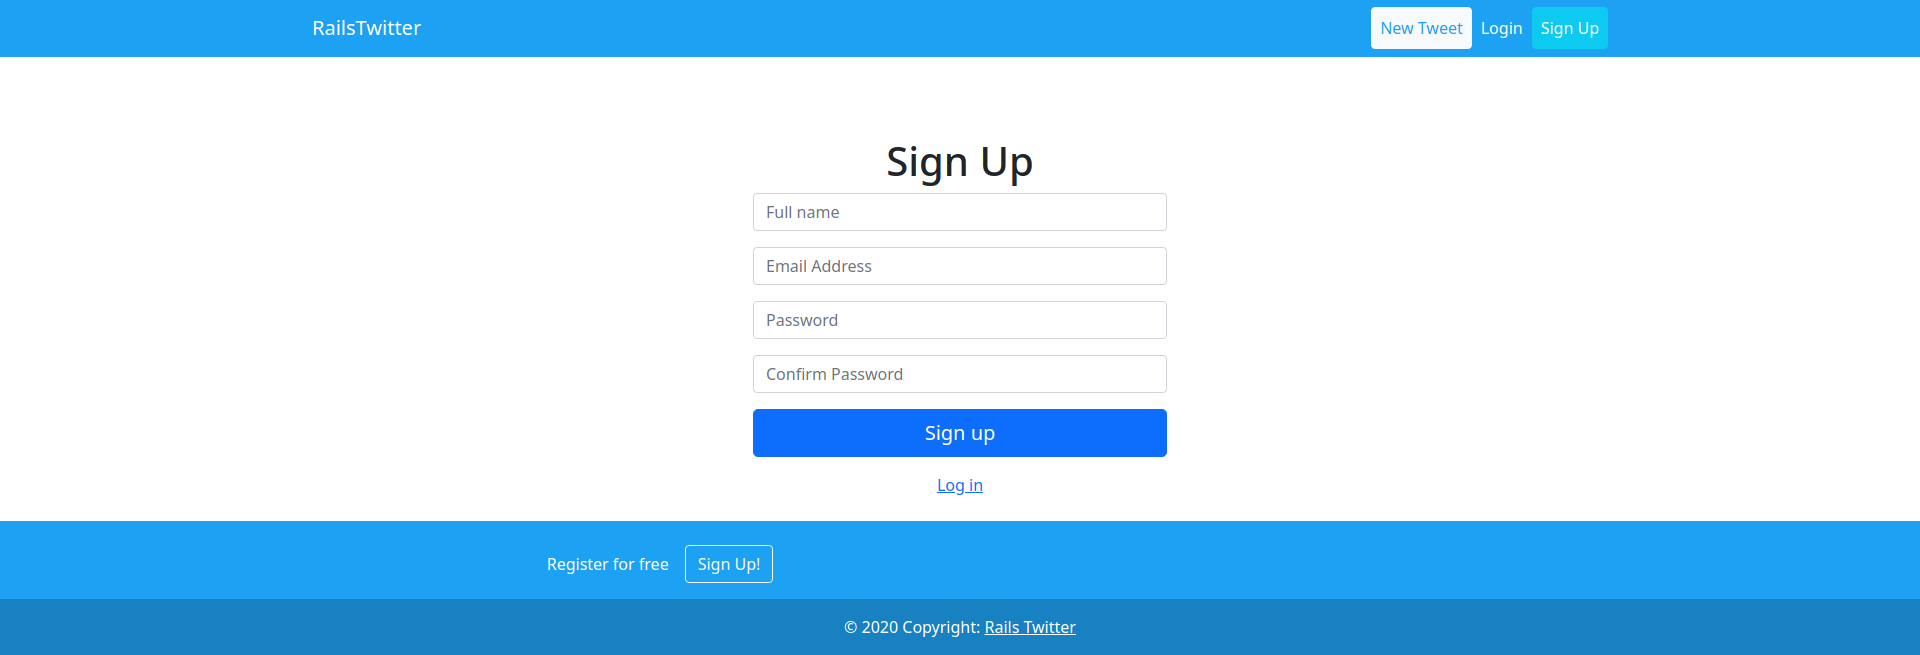 RailsTwitter New Tweet Login Sign Up
Sign Up
Full name
Email Address
Password
Confirm Password
Sign up
Log in
Register for free Sign Up!
© 2020 Copyright: Rails Twitter